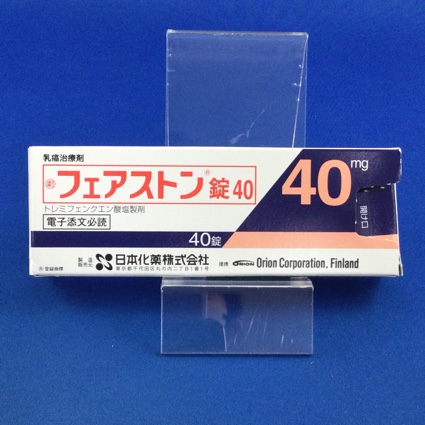 乳癌治療剤
劇 フェアストン®錠40
トレミフェンクエン酸塩製剤
電子添文必読
40mg
開け口
40錠
製造販売元 日本化薬株式会社
東京都千代田区丸の内二丁目1番1号
提携 ORION Orion Corporation, Finland
®登録商標